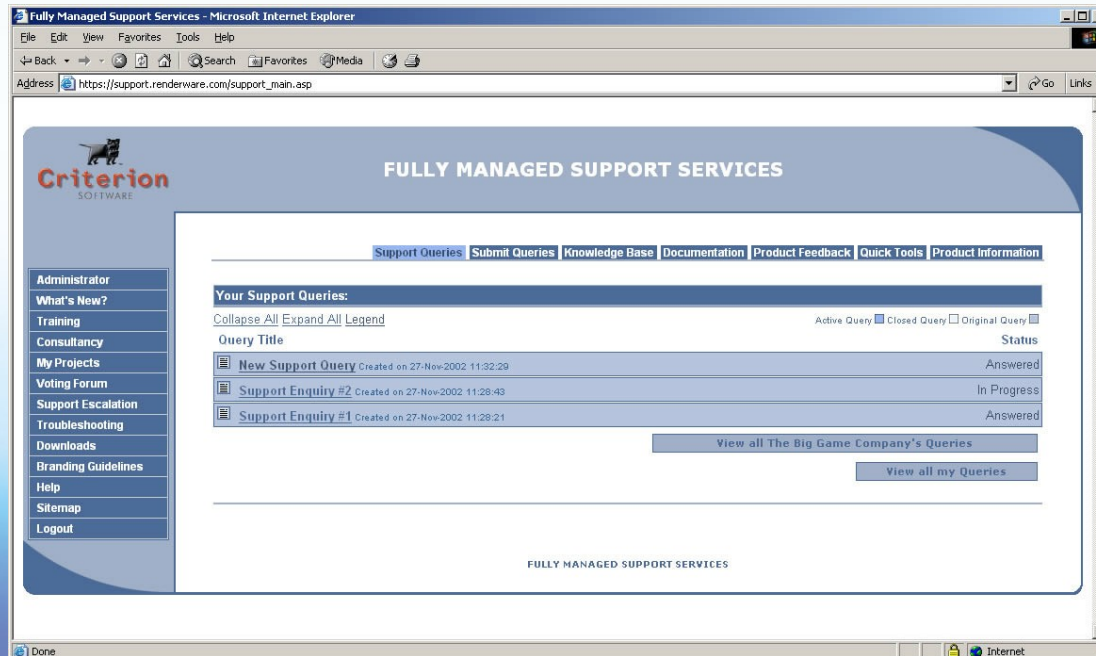 Fully Managed Support Services - Microsoft Internet Explorer
File Edit View Favorites Tools Help
Back Search Favorites Media
Address https://support.renderware.com/support_main.asp Go Links
Criterion
SOFTWARE
FULLY MANAGED SUPPORT SERVICES
Support Queries Submit Queries Knowledge Base Documentation Product Feedback Quick Tools Product Information
Administrator
What's New?
Training
Consultancy
My Projects
Voting Forum
Support Escalation
Troubleshooting
Downloads
Branding Guidelines
Help
Sitemap
Logout
Your Support Queries:
Collapse All Expand All Legend Active Query Closed Query Original Query
Query Title Status
New Support Query Created on 27-Nov-2002 11:32:29 Answered
Support Enquiry #2 Created on 27-Nov-2002 11:28:43 In Progress
Support Enquiry #1 Created on 27-Nov-2002 11:28:21 Answered
View all The Big Game Company's Queries
View all my Queries
FULLY MANAGED SUPPORT SERVICES
Done Internet